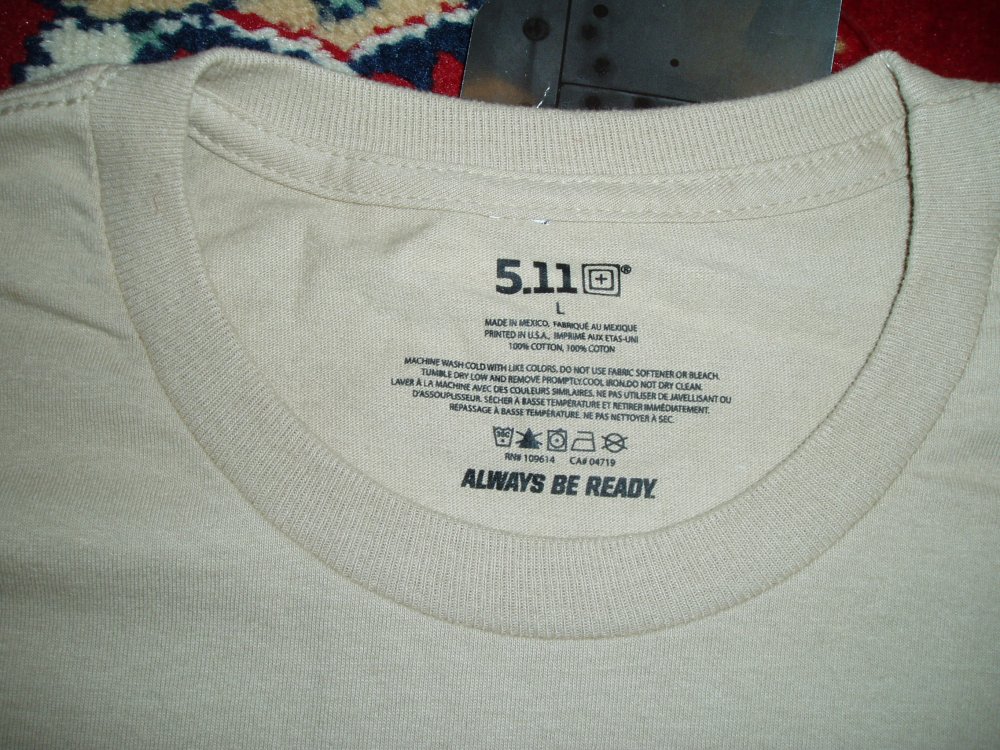 5.11®
L
MADE IN MEXICO, FABRIQUÉ AU MEXIQUE
PRINTED IN U.S.A., IMPRIMÉ AUX ETAS-UNI
100% COTTON, 100% COTON
MACHINE WASH COLD WITH LIKE COLORS, DO NOT USE FABRIC SOFTENER OR BLEACH.
TUMBLE DRY LOW AND REMOVE PROMPTLY.COOL IRON.DO NOT DRY CLEAN.
LAVER À LA MACHINE AVEC DES COULEURS SIMILAIRES. NE PAS UTILISER DE JAVELLISANT OU
D'ASSOUPLISSEUR. SÉCHER À BASSE TEMPÉRATURE ET RETIRER IMMÉDIATEMENT.
REPASSAGE À BASSE TEMPÉRATURE. NE PAS NETTOYER À SEC.
30C
RN# 109614 CA# 04719
ALWAYS BE READY.